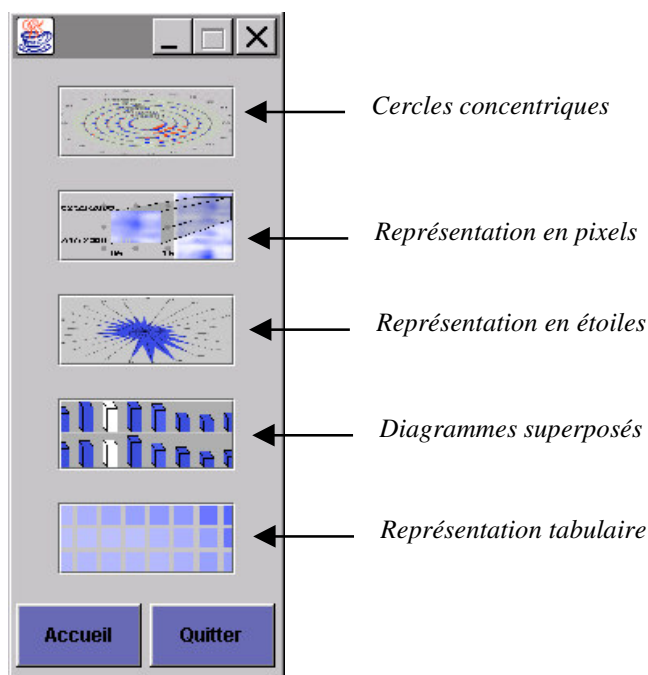 Cercles concentriques
Représentation en pixels
Représentation en étoiles
Diagrammes superposés
Représentation tabulaire
Accueil
Quitter